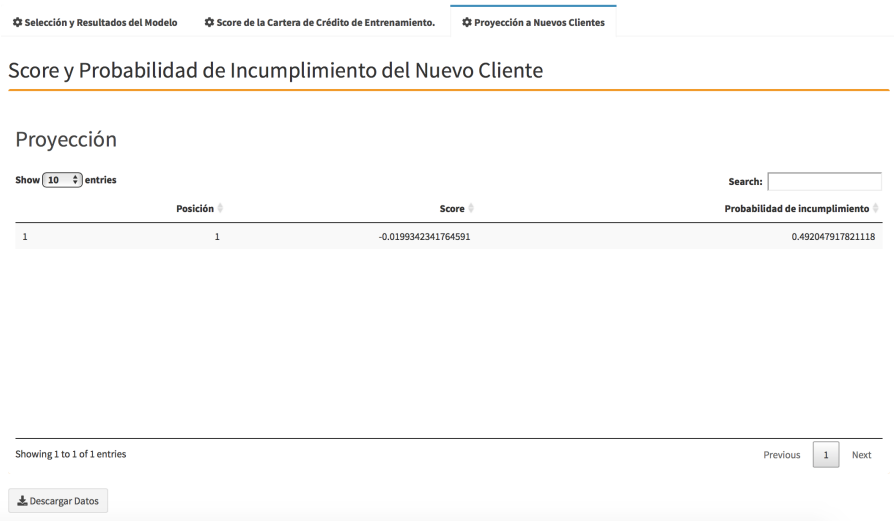 Selección y Resultados del Modelo Score de la Cartera de Crédito de Entrenamiento. Proyección a Nuevos Clientes
Score y Probabilidad de Incumplimiento del Nuevo Cliente
Proyección
Show 10 entries Search:
Posición Score Probabilidad de incumplimiento
1 1 -0.0199342341764591 0.492047917821118
Showing 1 to 1 of 1 entries Previous 1 Next
Descargar Datos